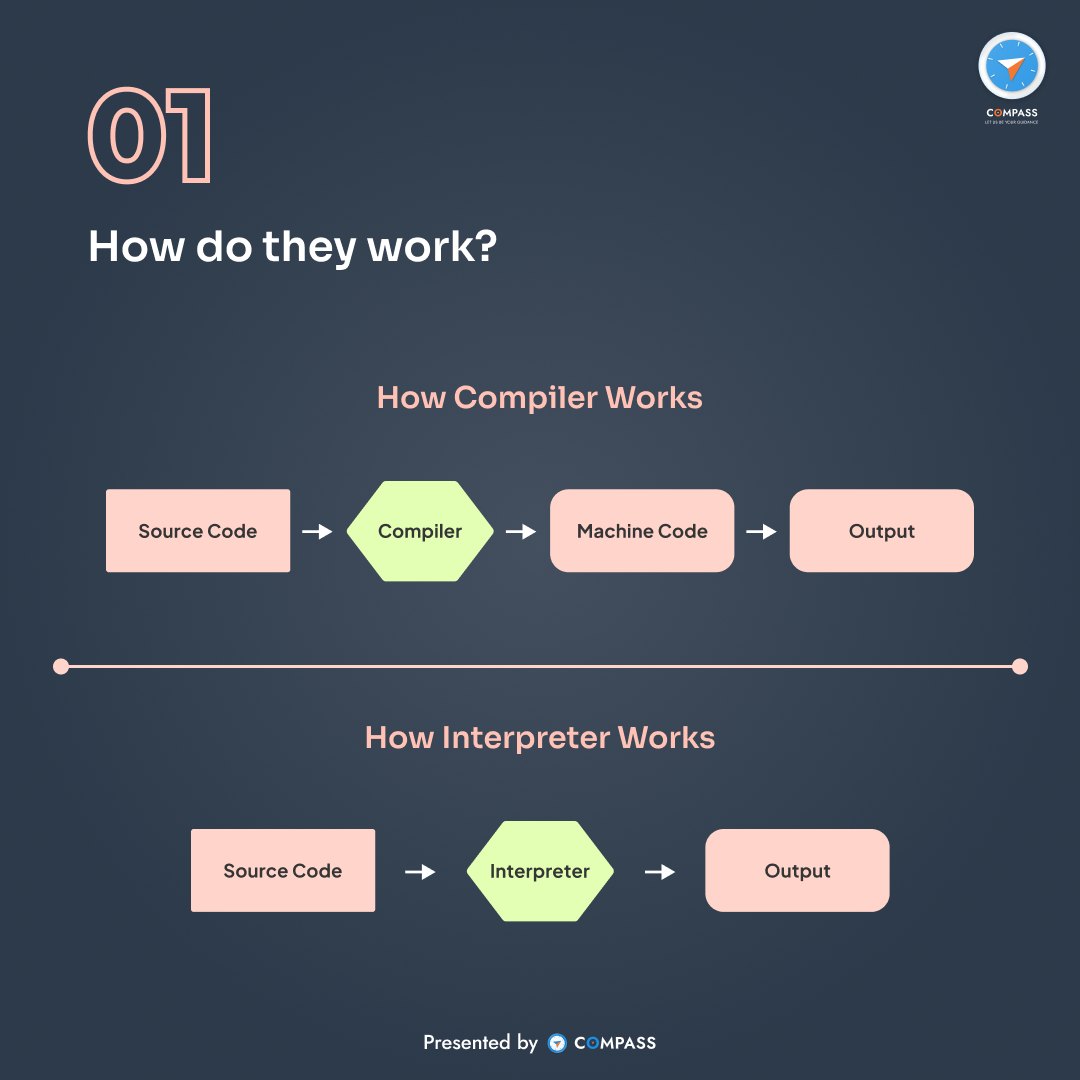 COMPASS
LET US BE YOUR GUIDANCE
01
How do they work?
How Compiler Works
Source Code
Compiler
Machine Code
Output
How Interpreter Works
Source Code
Interpreter
Output
Presented by COMPASS